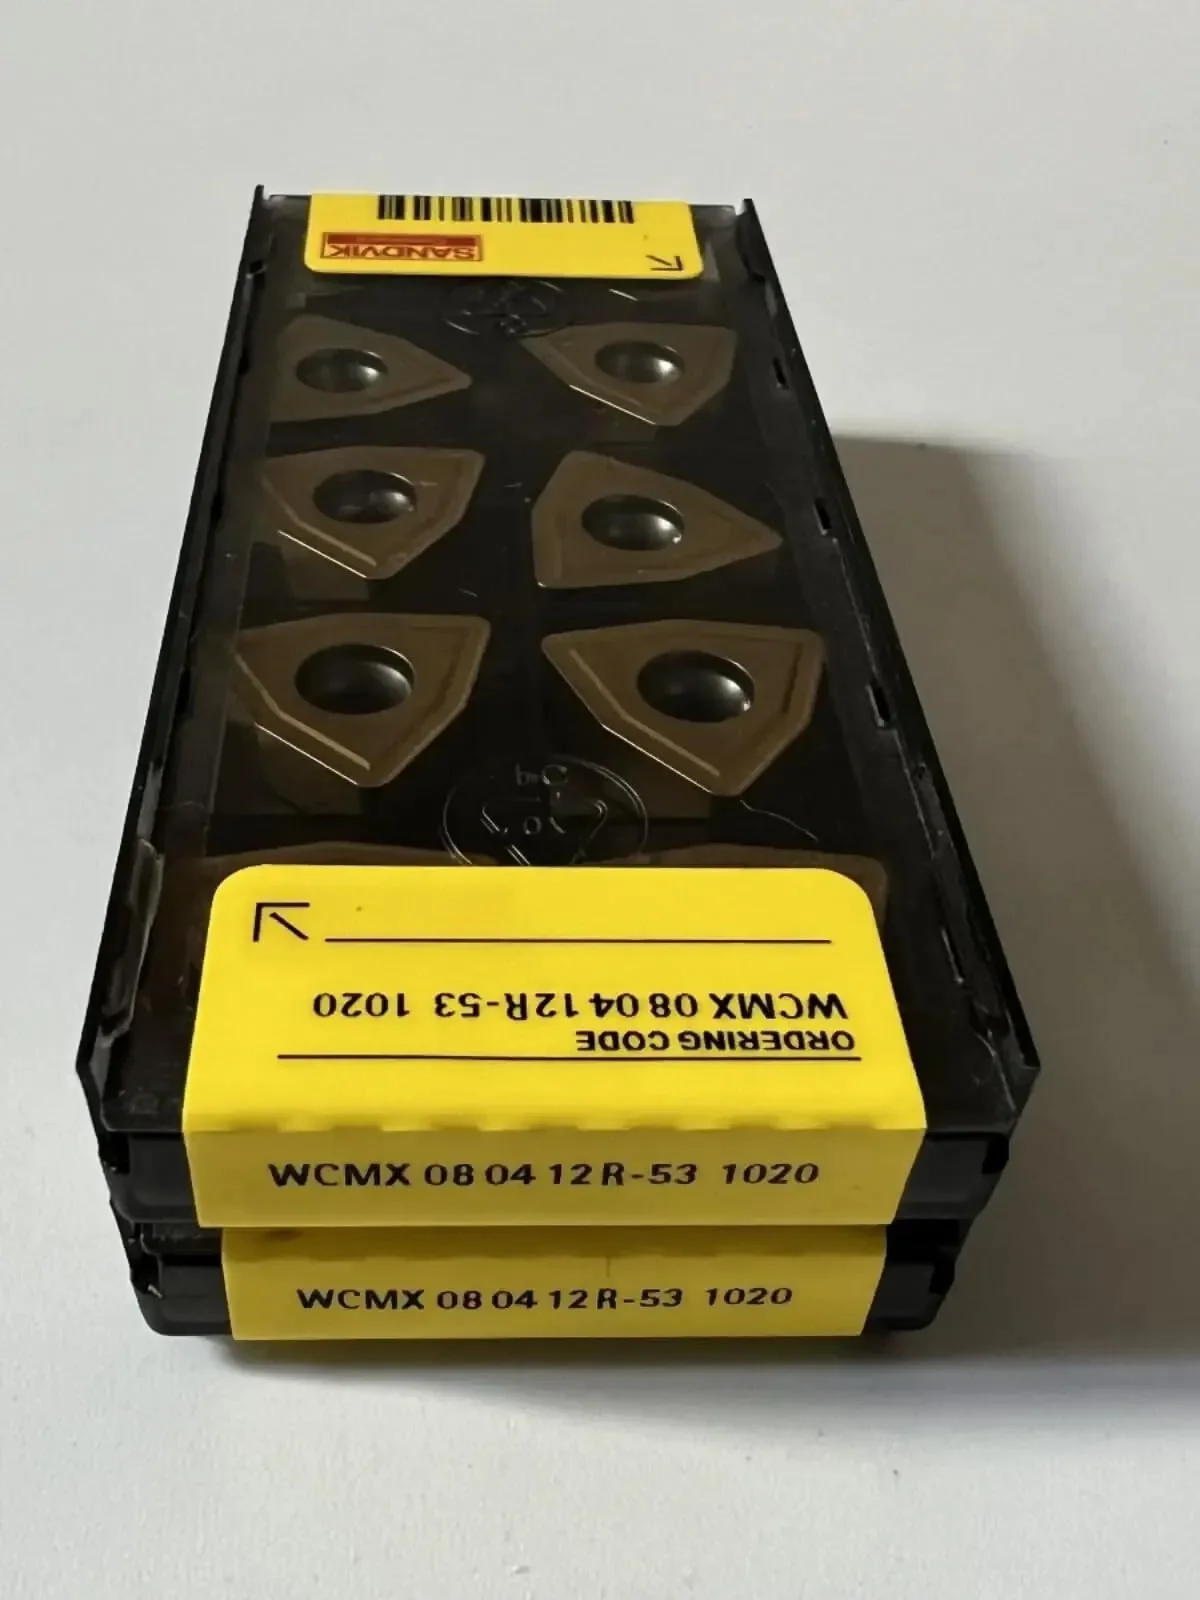 SANDVIK
WCMX 08 04 12R-53 1020
ORDERING CODE
WCMX 08 04 12 R-53 1020
WCMX 08 04 12 R-53 1020